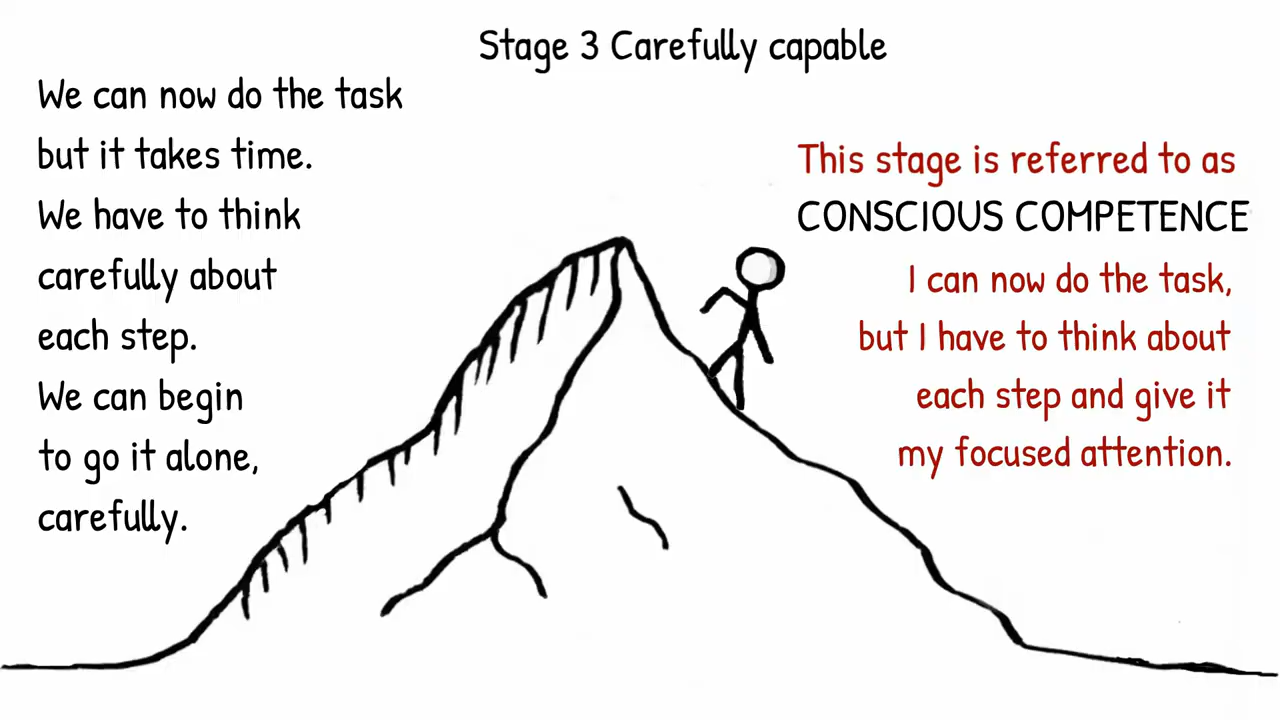 Stage 3 Carefully capable
We can now do the task
but it takes time.
We have to think
carefully about
each step.
We can begin
to go it alone,
carefully.
This stage is referred to as
CONSCIOUS COMPETENCE
I can now do the task,
but I have to think about
each step and give it
my focused attention.